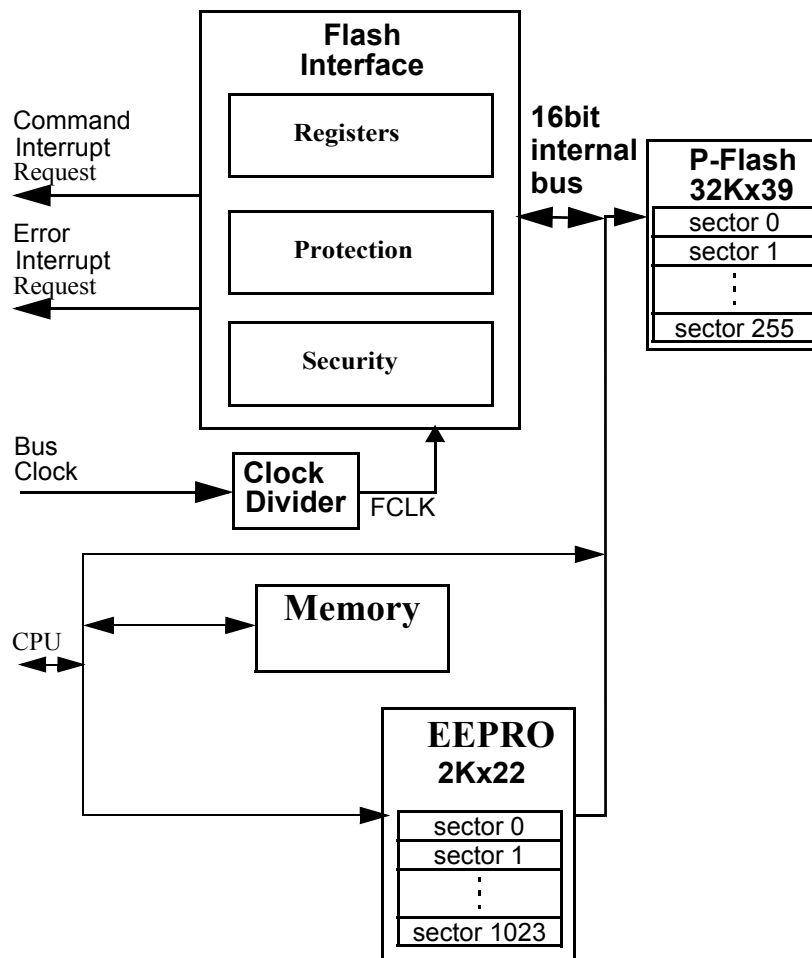 Flash
Interface
Registers
Protection
Security
Command
Interrupt
Request
Error
Interrupt
Request
16bit
internal
bus
P-Flash
32Kx39
sector 0
sector 1
sector 255
Bus
Clock
Clock
Divider
FCLK
CPU
Memory
EEPRO
2Kx22
sector 0
sector 1
sector 1023